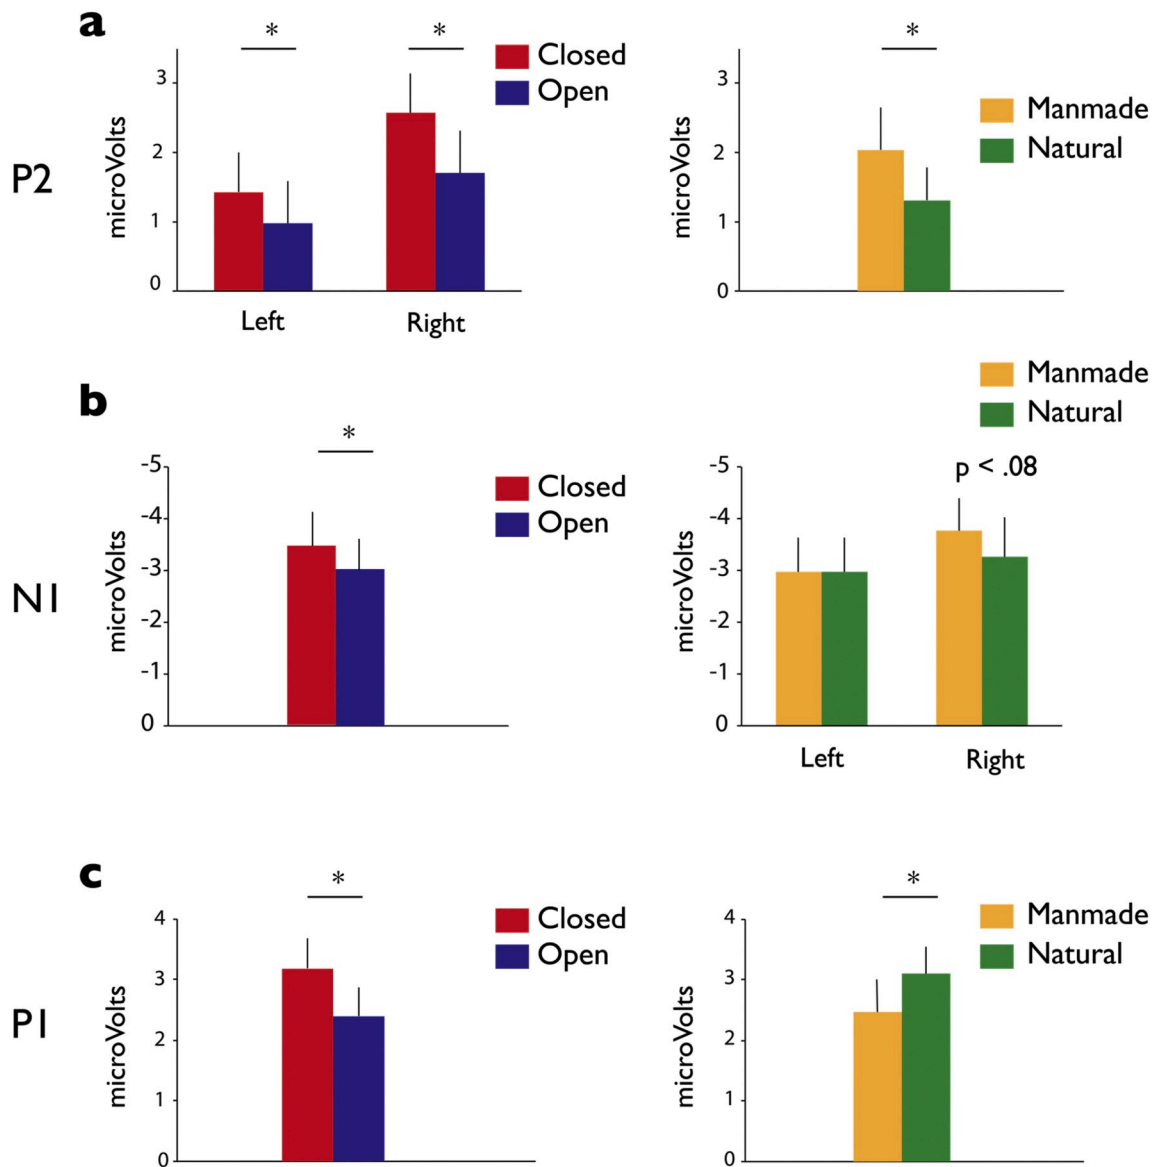 a
P2
microVolts
3
2
1
0
*
*
Left
Right
Closed
Open
microVolts
3
2
1
0
*
Manmade
Natural
b
N1
microVolts
-5
-4
-3
-2
-1
0
*
Closed
Open
Manmade
Natural
microVolts
-5
-4
-3
-2
-1
0
p < .08
Left
Right
c
P1
microVolts
4
3
2
1
0
*
Closed
Open
microVolts
4
3
2
1
0
*
Manmade
Natural